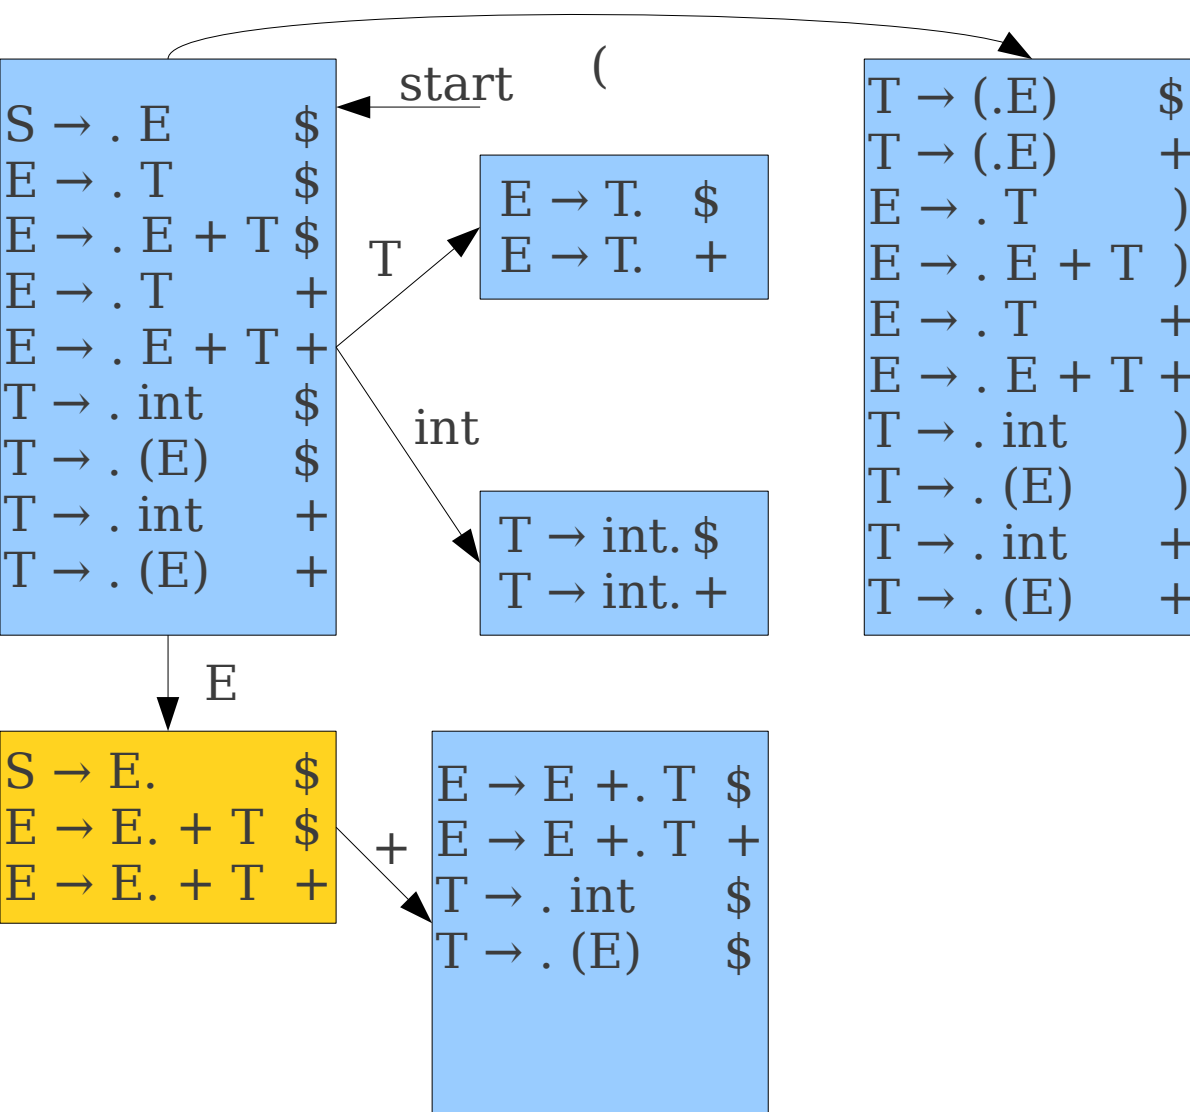 (
start
S → . E $
E → . T $
E → . E + T $
E → . T +
E → . E + T +
T → . int $
T → . (E) $
T → . int +
T → . (E) +
T
E → T. $
E → T. +
int
T → int. $
T → int. +
T → (.E) $
T → (.E) +
E → . T )
E → . E + T )
E → . T +
E → . E + T +
T → . int )
T → . (E) )
T → . int +
T → . (E) +
E
S → E. $
E → E. + T $
E → E. + T +
+
E → E +. T $
E → E +. T +
T → . int $
T → . (E) $